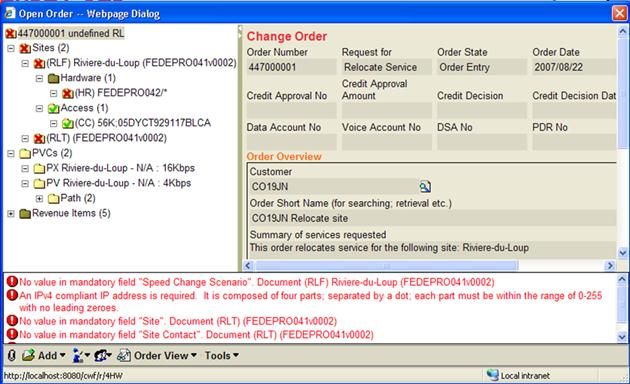 Open Order -- Webpage Dialog
447000001 undefined RL
Sites (2)
(RLF) Riviere-du-Loup (FEDEPRO041v0002)
Hardware (1)
(HR) FEDEPRO042/*
Access (1)
(CC) 56K;05DYCT929117BLCA
(RLT) (FEDEPRO041v0002)
PVCs (2)
PX Riviere-du-Loup - N/A : 16Kbps
PV Riviere-du-Loup - N/A : 4Kbps
Path (2)
Revenue Items (5)
Change Order
Order Number Request for Order State Order Date
447000001 Relocate Service Order Entry 2007/08/22
Credit Approval No Credit Approval Amount Credit Decision Credit Decision Dat
Data Account No Voice Account No DSA No PDR No
Order Overview
Customer
CO19JN
Order Short Name (for searching; retrieval etc.)
CO19JN Relocate site
Summary of services requested
This order relocates service for the following site: Riviere-du-Loup
No value in mandatory field "Speed Change Scenario". Document (RLF) Riviere-du-Loup (FEDEPRO041v0002)
An IPv4 compliant IP address is required. It is composed of four parts; separated by a dot; each part must be within the range of 0-255
with no leading zeroes.
No value in mandatory field "Site". Document (RLT) (FEDEPRO041v0002)
No value in mandatory field "Site Contact". Document (RLT) (FEDEPRO041v0002)
Add Order View Tools
http://localhost:8080/cwf/r/4HW Local intranet